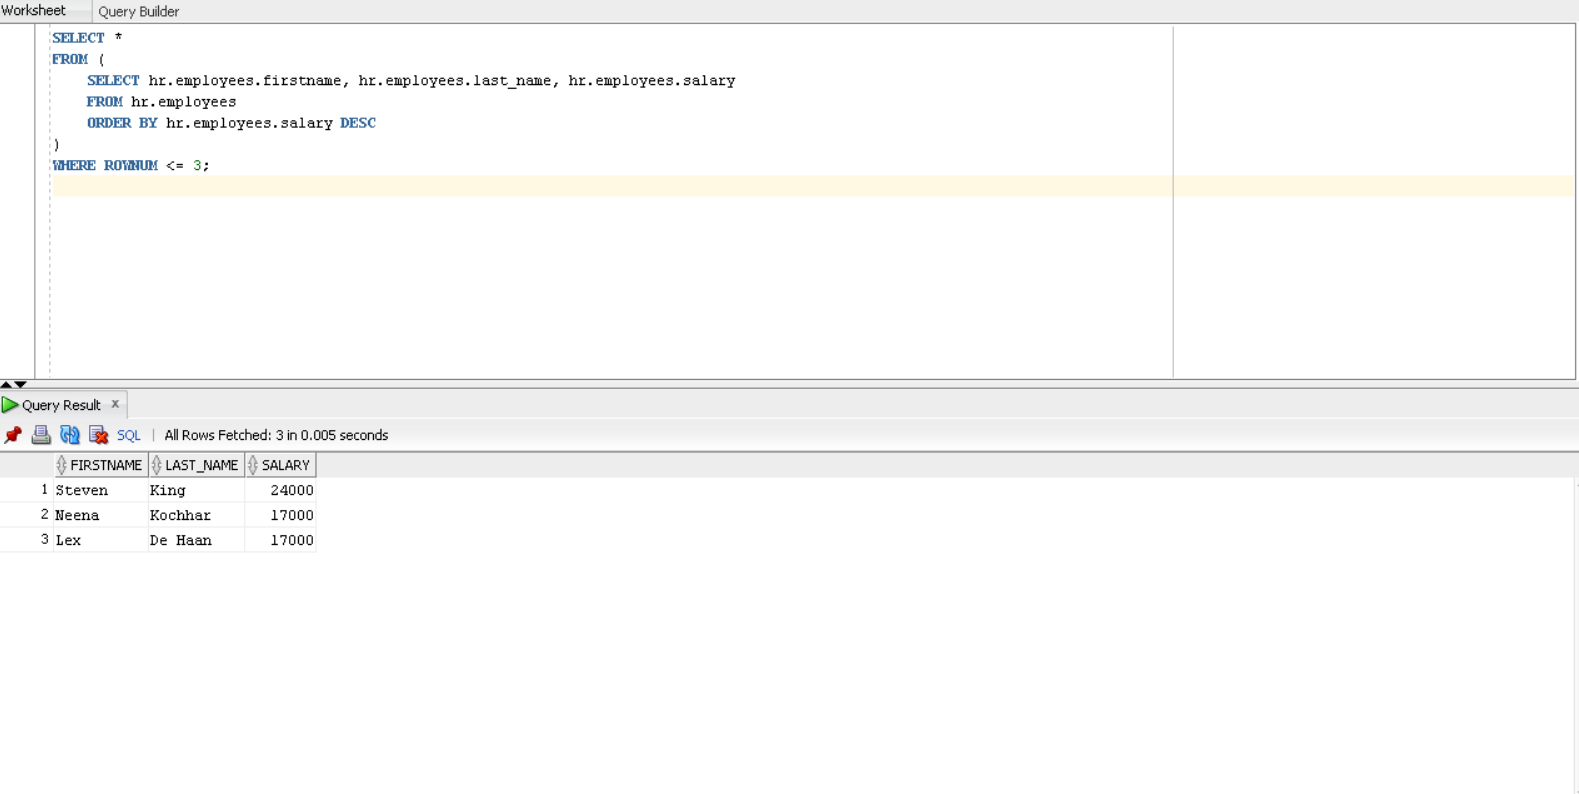 Worksheet Query Builder
SELECT *
FROM (
SELECT hr.employees.firstname, hr.employees.last_name, hr.employees.salary
FROM hr.employees
ORDER BY hr.employees.salary DESC
)
WHERE ROWNUM <= 3;
Query Result x
SQL | All Rows Fetched: 3 in 0.005 seconds
FIRSTNAME LAST_NAME SALARY
1 Steven King 24000
2 Neena Kochhar 17000
3 Lex De Haan 17000